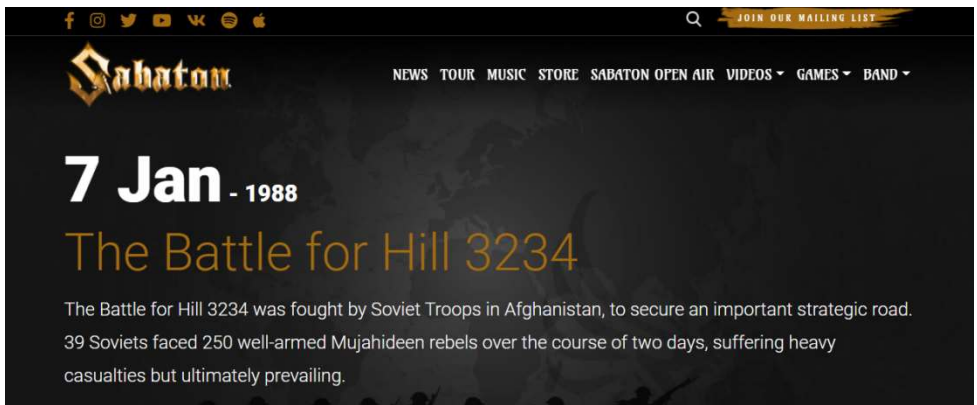 JOIN OUR MAILING LIST
Sabaton
NEWS TOUR MUSIC STORE SABATON OPEN AIR VIDEOS GAMES BAND
7 Jan - 1988
The Battle for Hill 3234
The Battle for Hill 3234 was fought by Soviet Troops in Afghanistan, to secure an important strategic road.
39 Soviets faced 250 well-armed Mujahideen rebels over the course of two days, suffering heavy
casualties but ultimately prevailing.